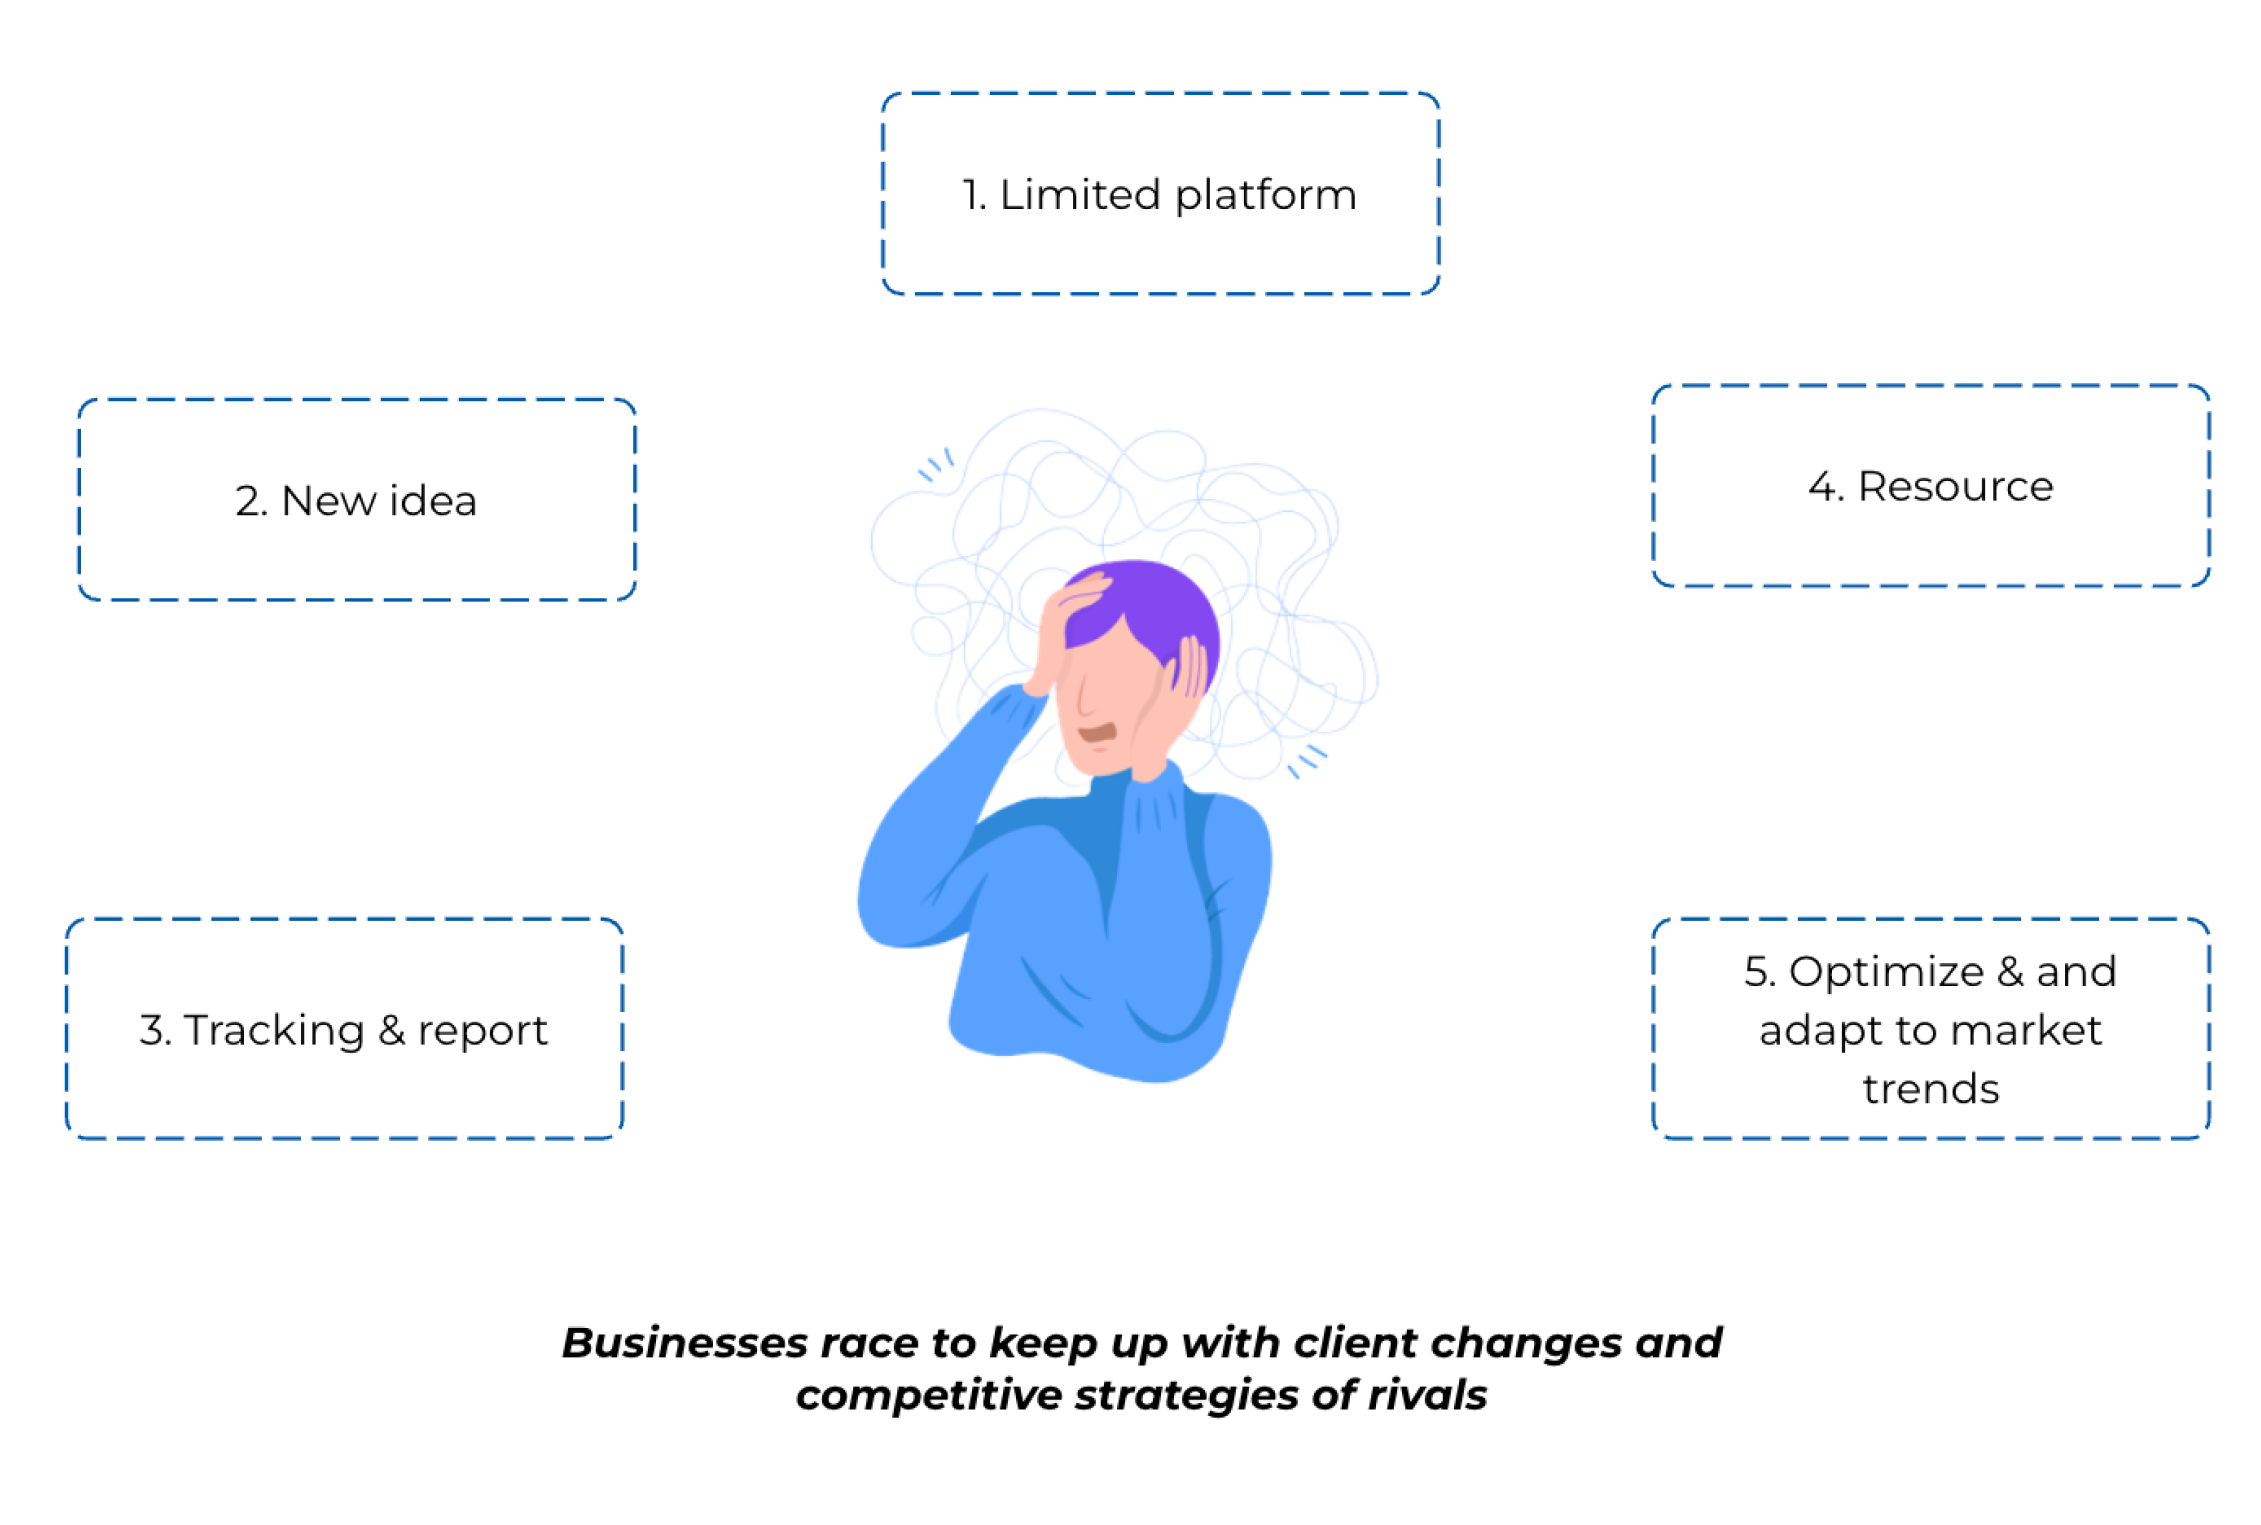 1. Limited platform
2. New idea
4. Resource
3. Tracking & report
5. Optimize & and
adapt to market
trends
Businesses race to keep up with client changes and
competitive strategies of rivals